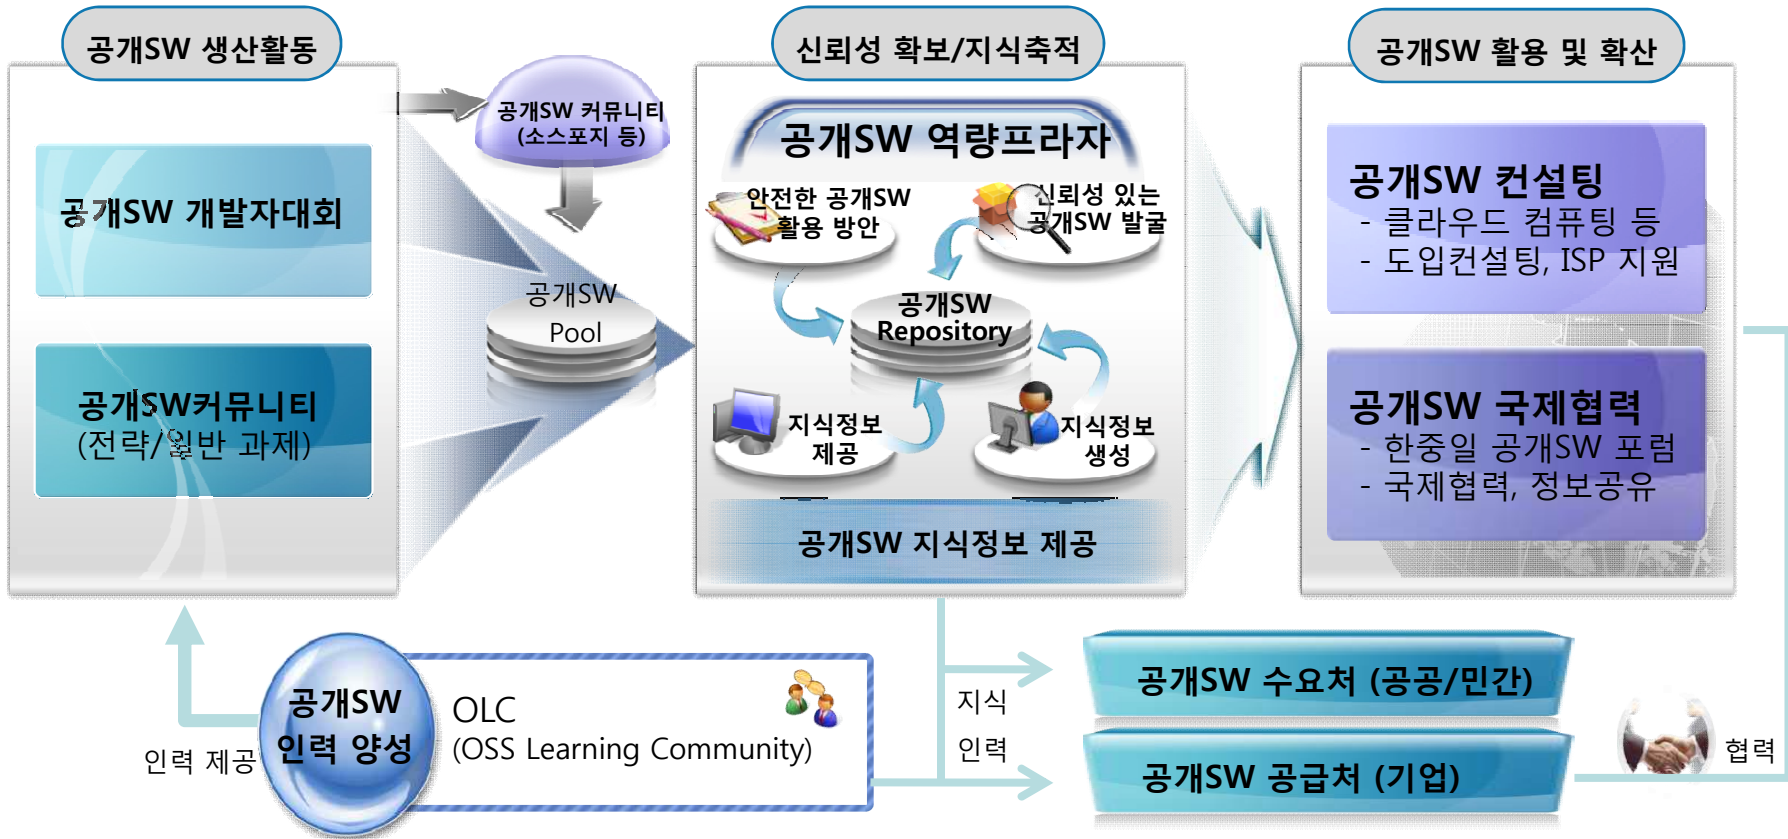 공개SW 생산활동
공개SW 개발자대회
공개SW커뮤니티
(전략/일반 과제)
공개SW 커뮤니티
(소스포지 등)
공개SW
Pool
신뢰성 확보/지식축적
공개SW 역량프라자
안전한 공개SW
활용 방안
신뢰성 있는
공개SW 발굴
공개SW
Repository
지식정보
제공
지식정보
생성
공개SW 지식정보 제공
공개SW 활용 및 확산
공개SW 컨설팅
- 클라우드 컴퓨팅 등
- 도입컨설팅, ISP 지원
공개SW 국제협력
- 한중일 공개SW 포럼
- 국제협력, 정보공유
인력 제공
공개SW
인력 양성
OLC
(OSS Learning Community)
지식
인력
공개SW 수요처 (공공/민간)
공개SW 공급처 (기업)
협력